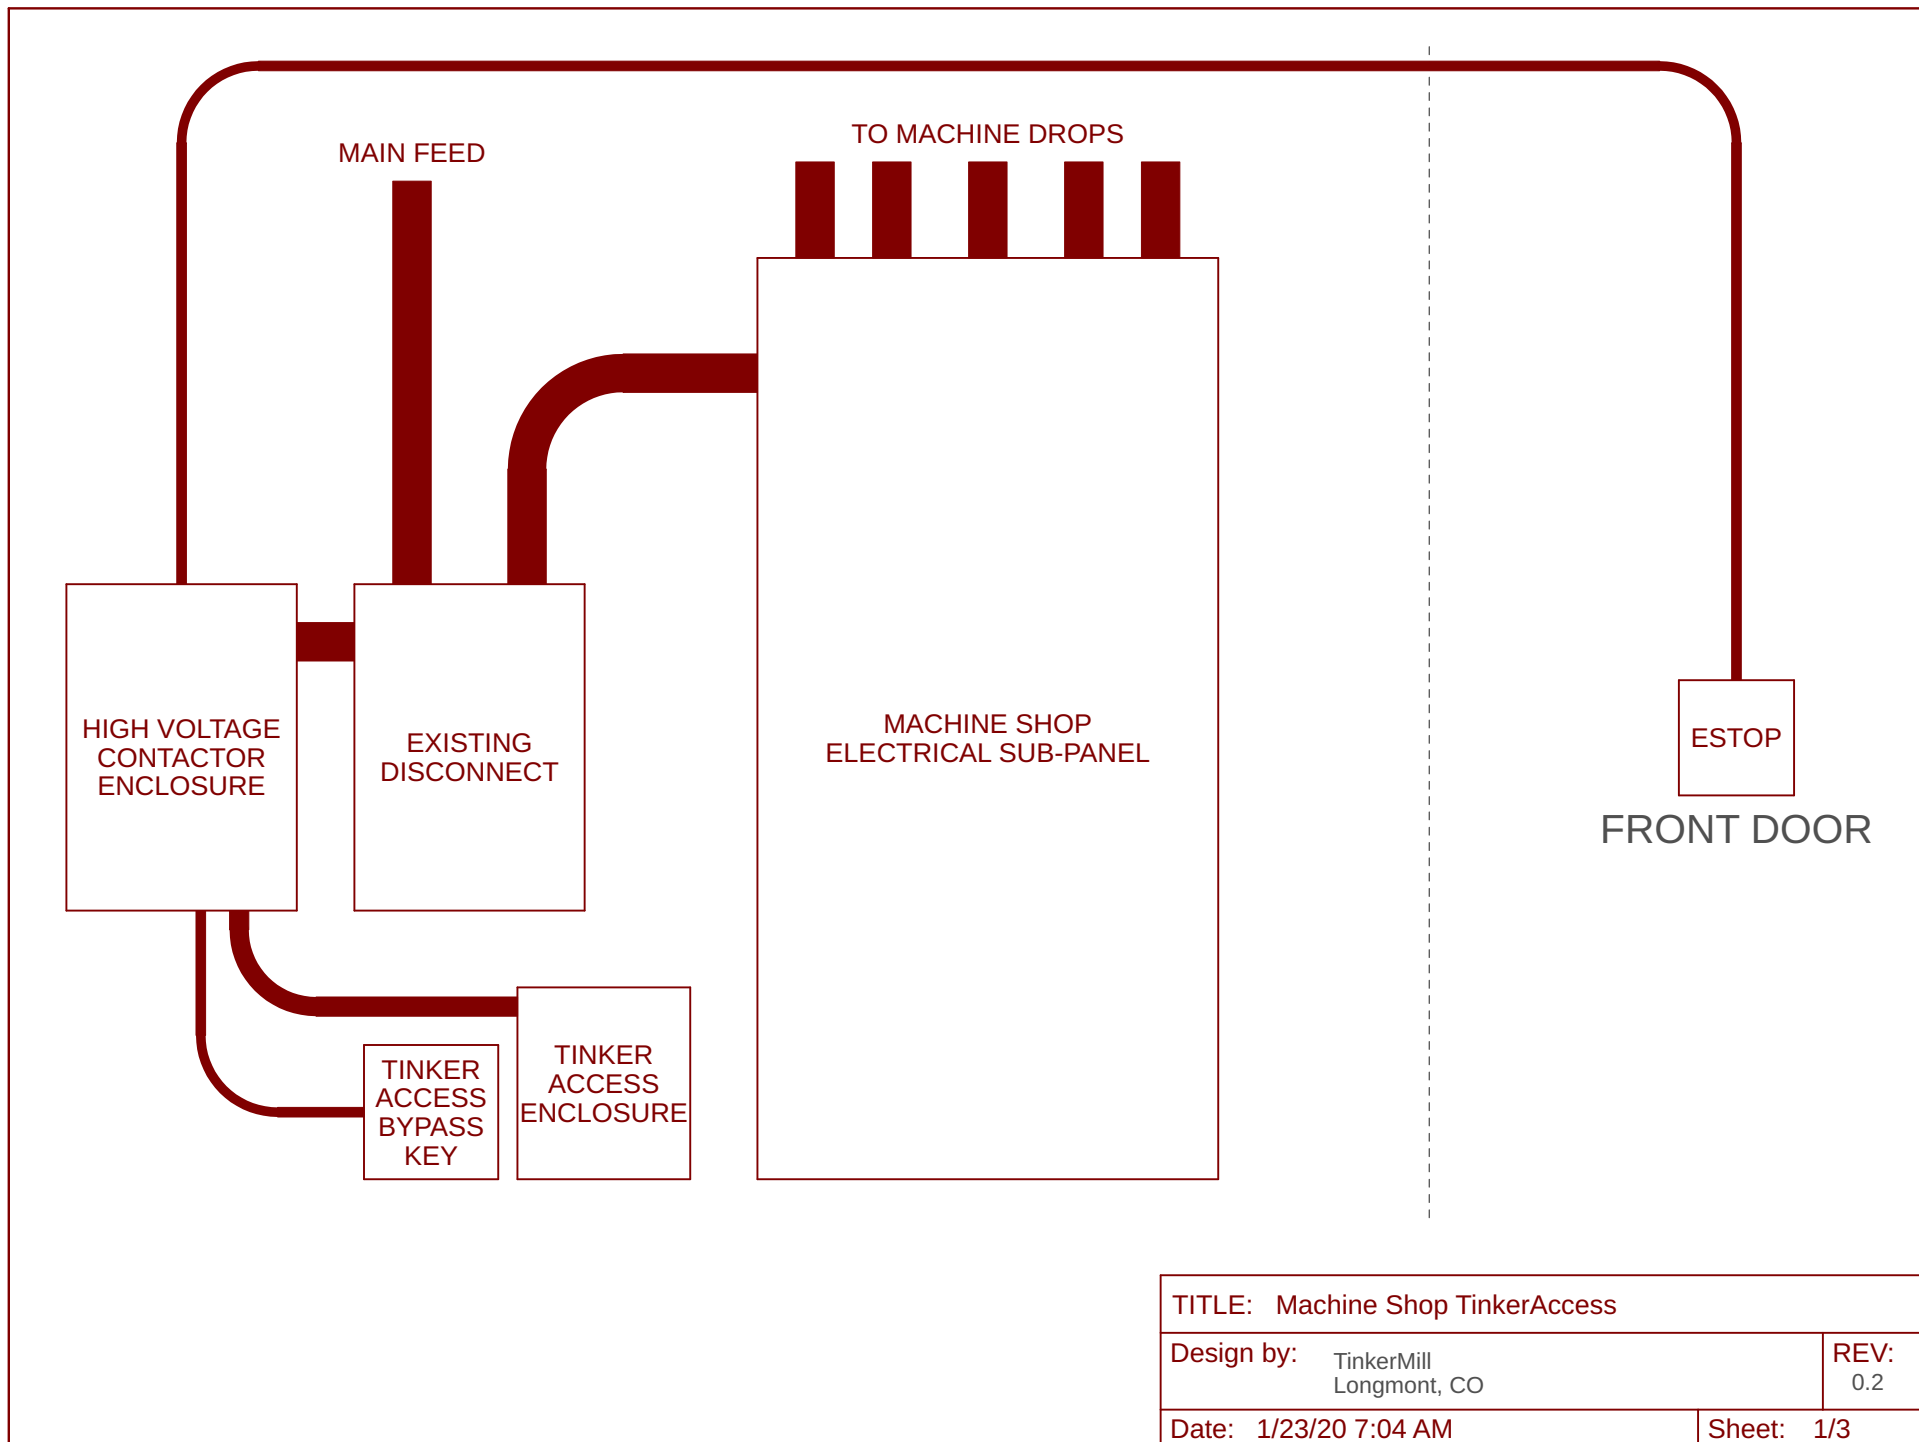 MAIN FEED
TO MACHINE DROPS
HIGH VOLTAGE
CONTACTOR
ENCLOSURE
EXISTING
DISCONNECT
MACHINE SHOP
ELECTRICAL SUB-PANEL
ESTOP
FRONT DOOR
TINKER
ACCESS
BYPASS
KEY
TINKER
ACCESS
ENCLOSURE
TITLE: Machine Shop TinkerAccess
Design by: TinkerMill
Longmont, CO
REV:
0.2
Date: 1/23/20 7:04 AM
Sheet: 1/3